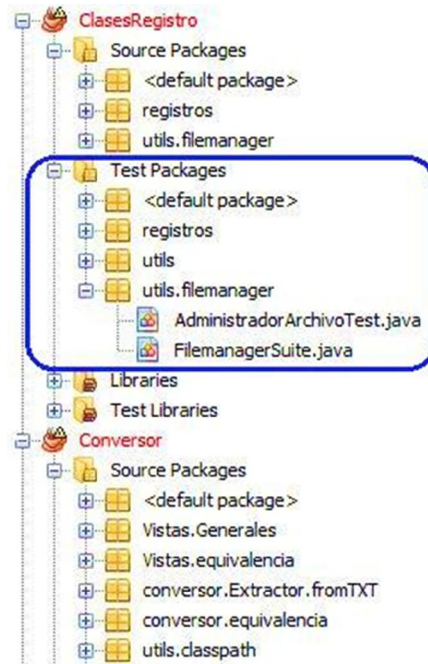 ClasesRegistro
Source Packages
<default package>
registros
utils.filemanager
Test Packages
<default package>
registros
utils
utils.filemanager
AdministradorArchivoTest.java
FilemanagerSuite.java
Libraries
Test Libraries
Conversor
Source Packages
<default package>
Vistas.Generales
Vistas.equivalencia
conversor.Extractor.fromTXT
conversor.equivalencia
utils.classpath